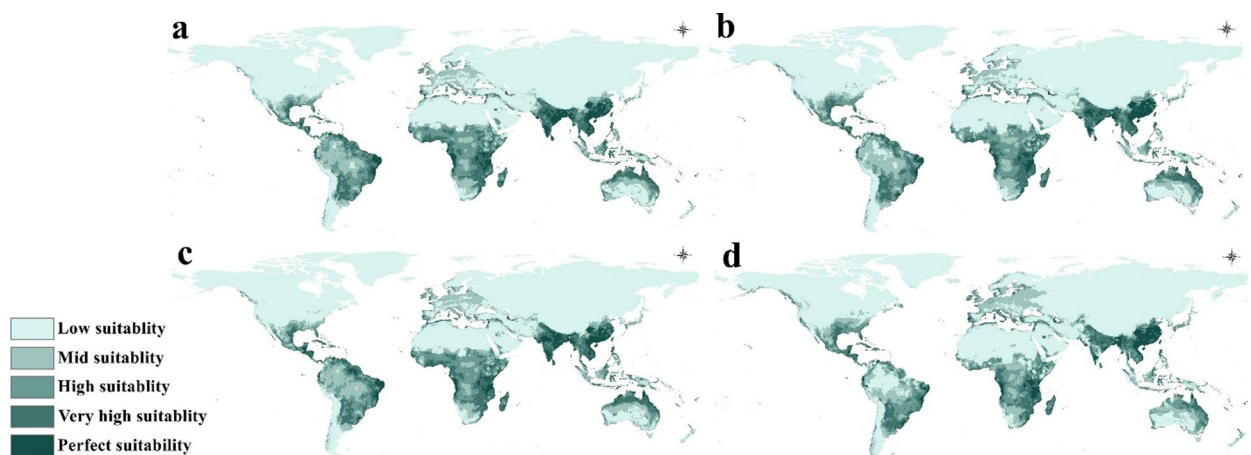 a
b
c
d
Low suitablity
Mid suitablity
High suitablity
Very high suitablity
Perfect suitability